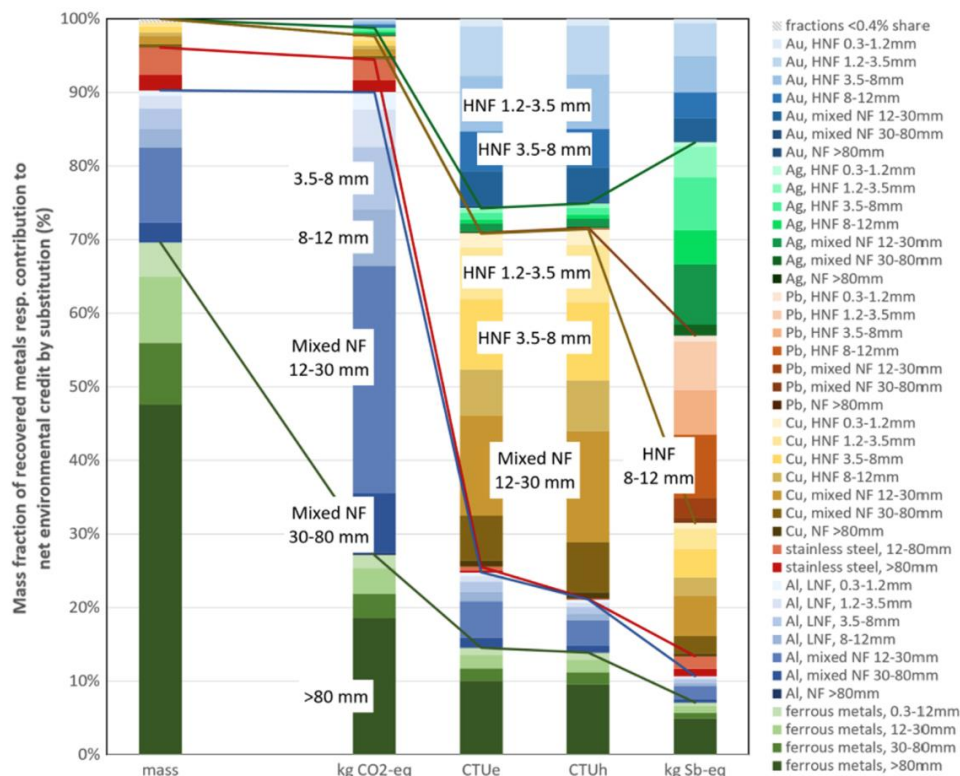 Mass fraction of recovered metals resp. contribution to
net environmental credit by substitution (%)
100%
90%
80%
70%
60%
50%
40%
30%
20%
10%
0%
mass
kg CO2-eq
CTUe
CTUh
kg Sb-eq
3.5-8 mm
8-12 mm
Mixed NF
12-30 mm
Mixed NF
30-80 mm
>80 mm
HNF 1.2-3.5 mm
HNF 3.5-8 mm
HNF 1.2-3.5 mm
HNF 3.5-8 mm
Mixed NF
12-30 mm
HNF
8-12 mm
fractions <0.4% share
Au, HNF 0.3-1.2mm
Au, HNF 1.2-3.5mm
Au, HNF 3.5-8mm
Au, HNF 8-12mm
Au, mixed NF 12-30mm
Au, mixed NF 30-80mm
Au, NF >80mm
Ag, HNF 0.3-1.2mm
Ag, HNF 1.2-3.5mm
Ag, HNF 3.5-8mm
Ag, HNF 8-12mm
Ag, mixed NF 12-30mm
Ag, mixed NF 30-80mm
Ag, NF >80mm
Pb, HNF 0.3-1.2mm
Pb, HNF 1.2-3.5mm
Pb, HNF 3.5-8mm
Pb, HNF 8-12mm
Pb, mixed NF 12-30mm
Pb, mixed NF 30-80mm
Pb, NF >80mm
Cu, HNF 0.3-1.2mm
Cu, HNF 1.2-3.5mm
Cu, HNF 3.5-8mm
Cu, HNF 8-12mm
Cu, mixed NF 12-30mm
Cu, mixed NF 30-80mm
Cu, NF >80mm
stainless steel, 12-80mm
stainless steel, >80mm
Al, LNF, 0.3-1.2mm
Al, LNF, 1.2-3.5mm
Al, LNF, 3.5-8mm
Al, LNF, 8-12mm
Al, mixed NF 12-30mm
Al, mixed NF 30-80mm
Al, NF >80mm
ferrous metals, 0.3-12mm
ferrous metals, 12-30mm
ferrous metals, 30-80mm
ferrous metals, >80mm